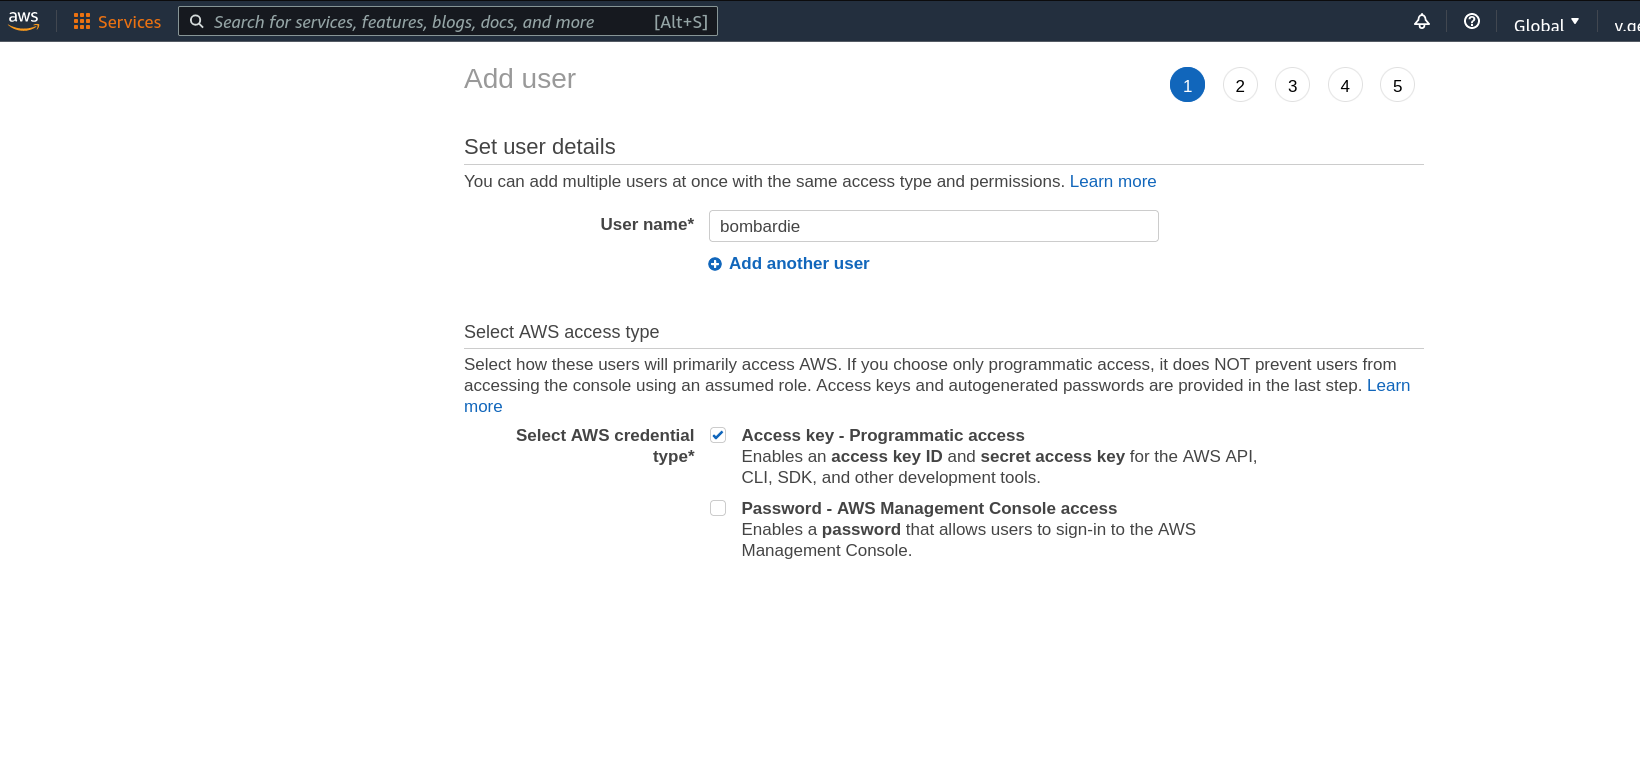 aws Services Search for services, features, blogs, docs, and more [Alt+S] Global
Add user 1 2 3 4 5
Set user details
You can add multiple users at once with the same access type and permissions. Learn more
User name* bombardie
Add another user
Select AWS access type
Select how these users will primarily access AWS. If you choose only programmatic access, it does NOT prevent users from
accessing the console using an assumed role. Access keys and autogenerated passwords are provided in the last step. Learn
more
Select AWS credential Access key - Programmatic access
type* Enables an access key ID and secret access key for the AWS API,
CLI, SDK, and other development tools.
Password - AWS Management Console access
Enables a password that allows users to sign-in to the AWS
Management Console.